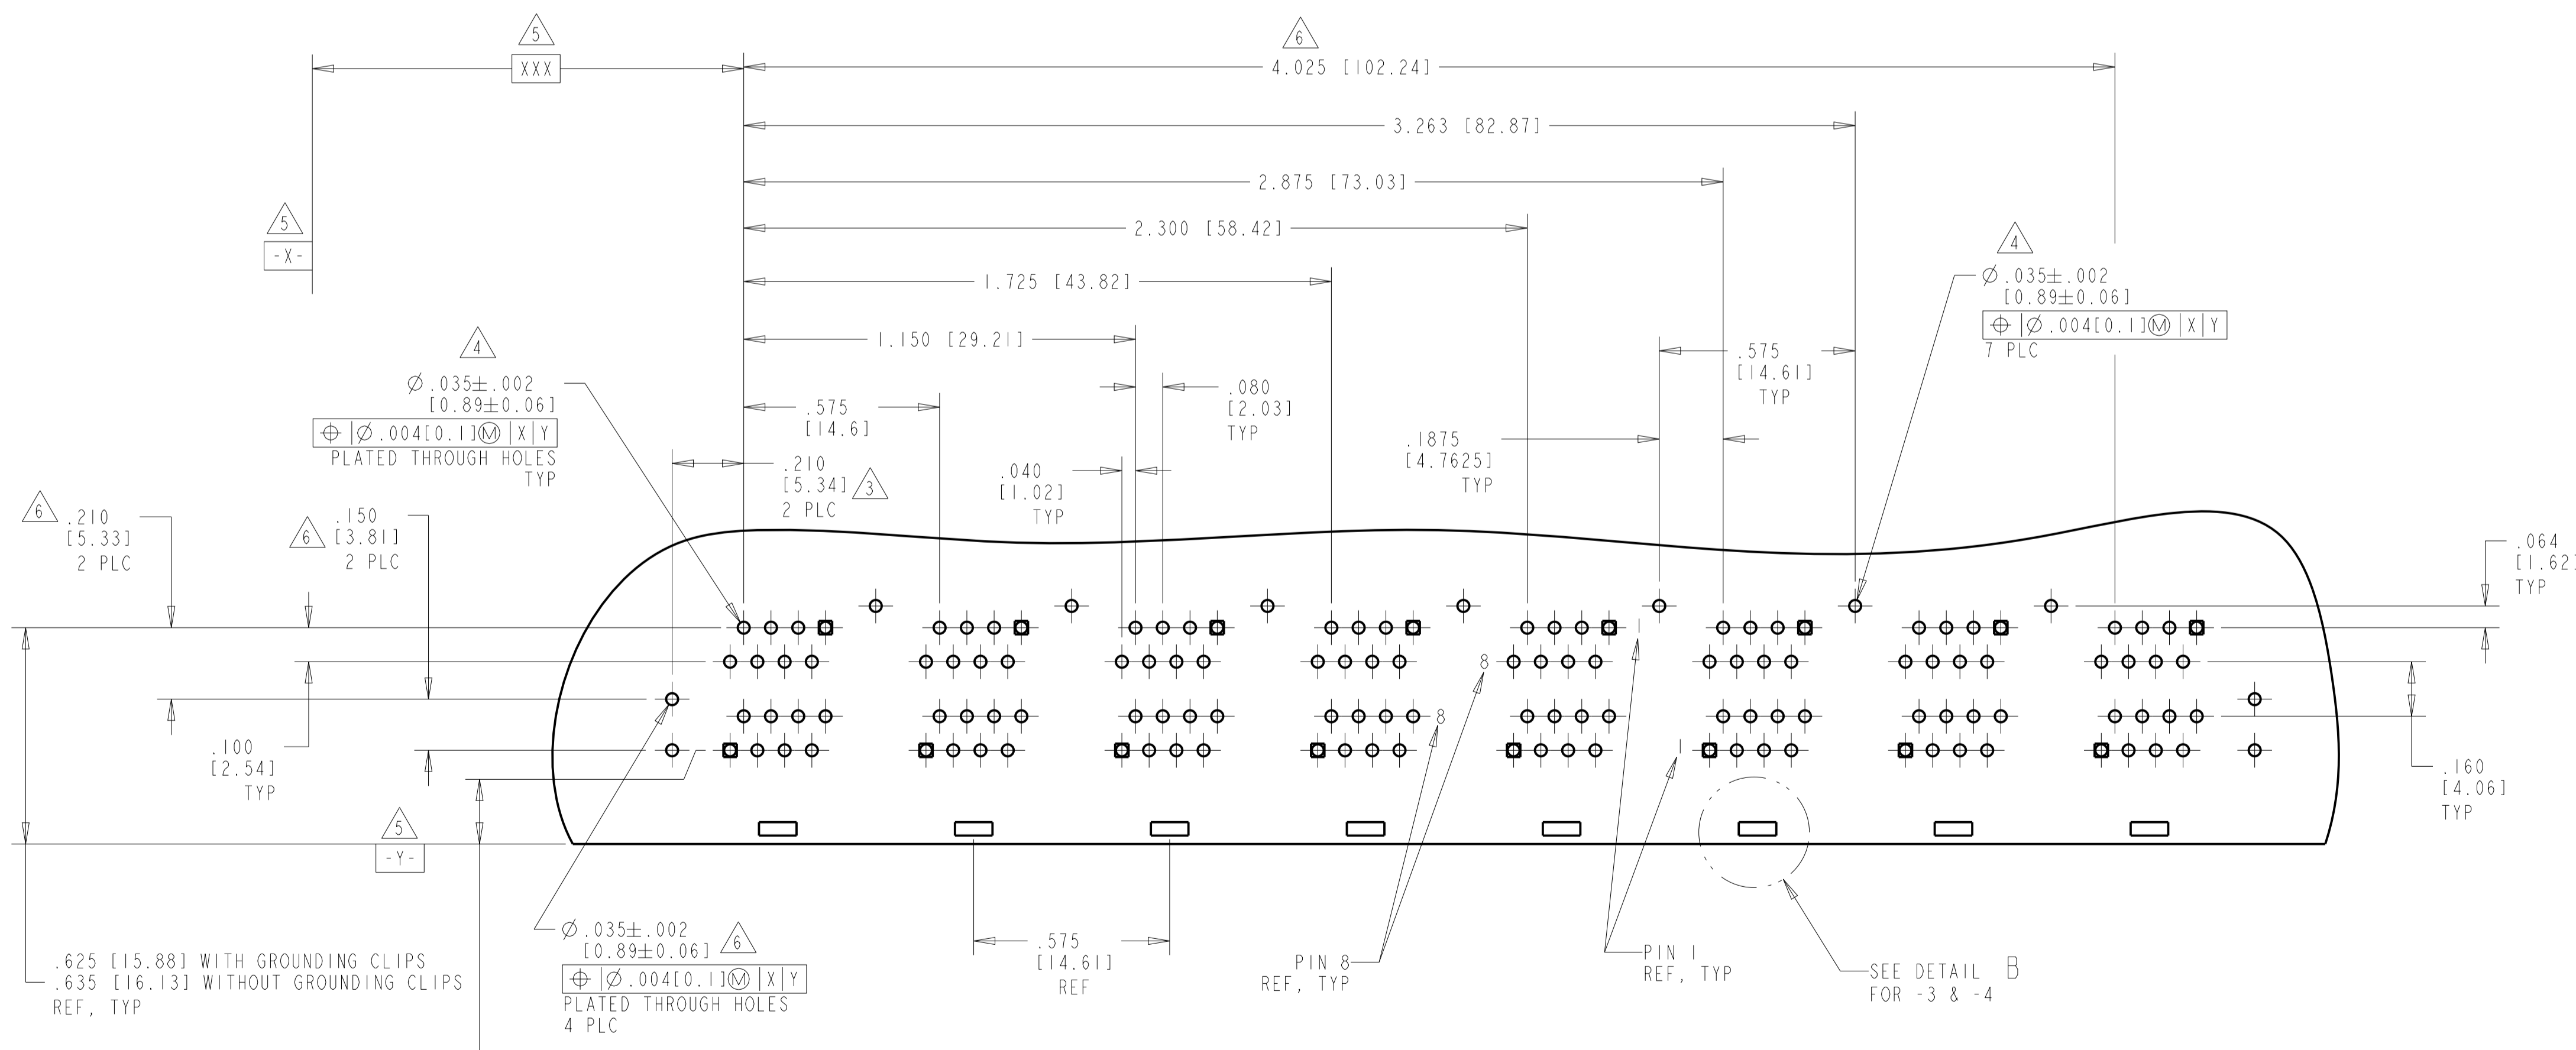 5
XXX
6
4.025 [102.24]
3.263 [82.87]
2.875 [73.03]
5
-X-
2.300 [58.42]
4
Ø.035±.002
[0.89±0.06]
⌖|Ø.004[0.1]Ⓜ|X|Y
7 PLC
1.725 [43.82]
4
1.150 [29.21]
.575
[14.61]
TYP
Ø.035±.002
[0.89±0.06]
⌖|Ø.004[0.1]Ⓜ|X|Y
PLATED THROUGH HOLES
TYP
.575
[14.6]
.080
[2.03]
TYP
.1875
[4.7625]
TYP
.210
[5.34]
2 PLC
3
.040
[1.02]
TYP
6
.210
[5.33]
2 PLC
6
.150
[3.81]
2 PLC
.064
[1.62]
TYP
1
8
8
1
.100
[2.54]
TYP
.160
[4.06]
TYP
5
-Y-
Ø.035±.002
[0.89±0.06]
6
⌖|Ø.004[0.1]Ⓜ|X|Y
PLATED THROUGH HOLES
4 PLC
.575
[14.61]
REF
PIN 8
REF, TYP
PIN 1
REF, TYP
SEE DETAIL B
FOR -3 & -4
.625 [15.88] WITH GROUNDING CLIPS
.635 [16.13] WITHOUT GROUNDING CLIPS
REF, TYP